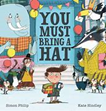 YOU
MUST
BRING A
HAT
Simon Philip
Kate Hindley